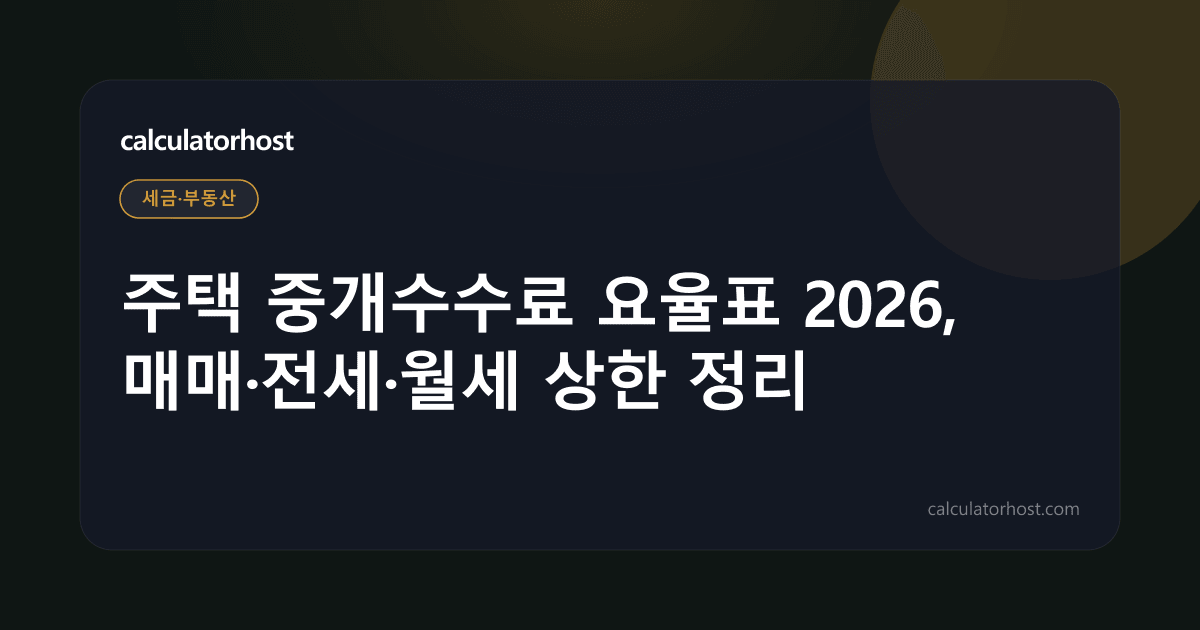 calculatorhost
세금·부동산
주택 중개수수료 요율표 2026,
매매·전세·월세 상한 정리
calculatorhost.com